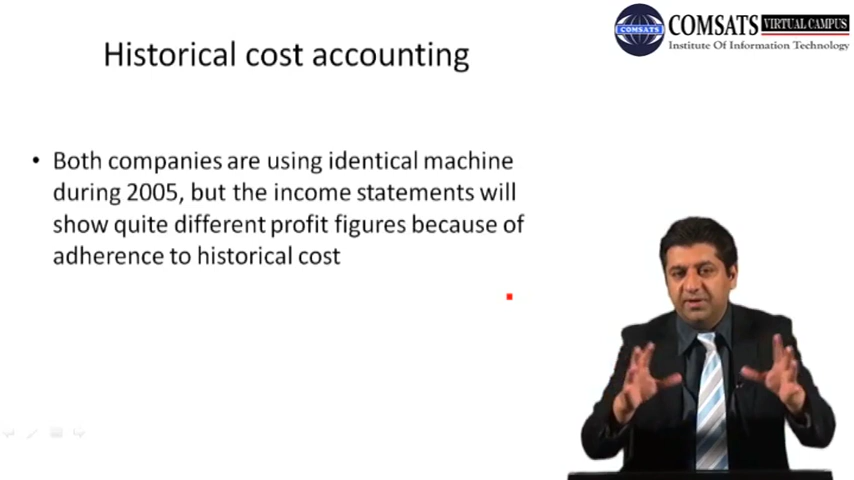 Historical cost accounting
COMSATS
COMSATS VIRTUAL CAMPUS
Institute Of Information Technology
• Both companies are using identical machine
during 2005, but the income statements will
show quite different profit figures because of
adherence to historical cost